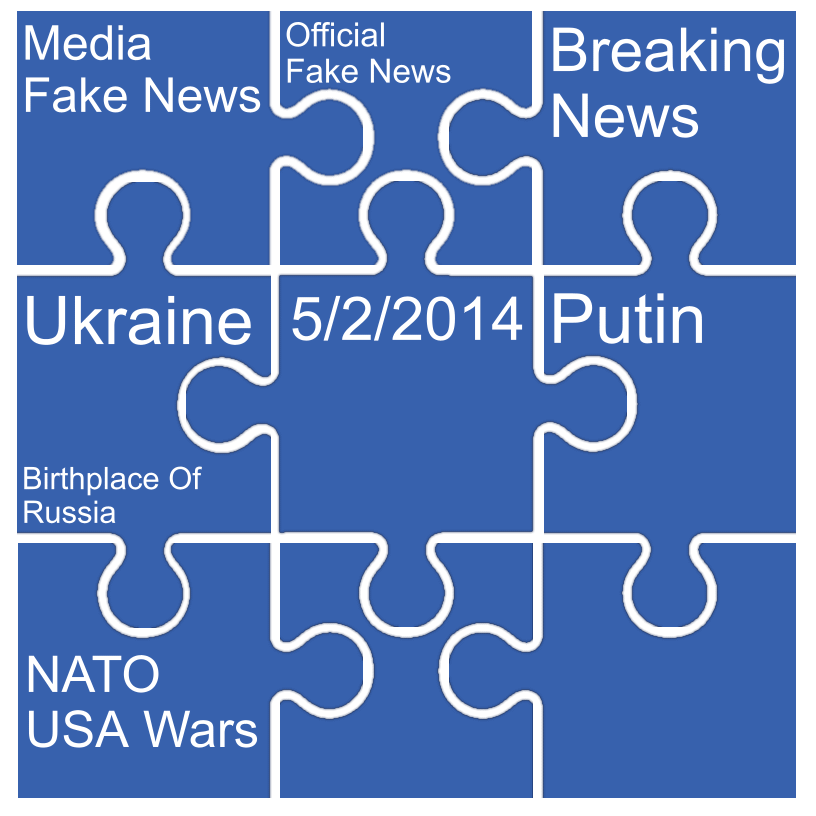 Media
Fake News
Official
Fake News
Breaking
News
Ukraine
5/2/2014
Putin
Birthplace Of
Russia
NATO
USA Wars